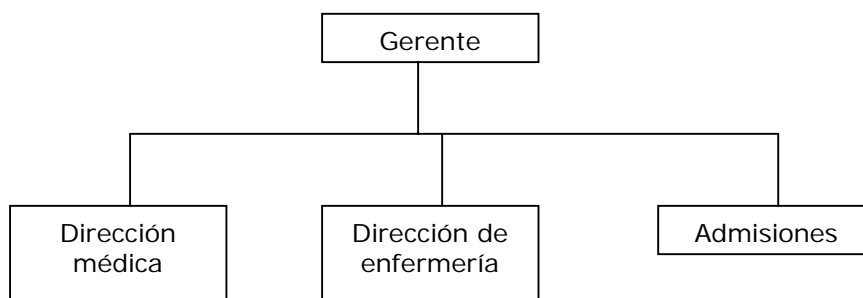 Gerente
Dirección
médica
Dirección de
enfermería
Admisiones